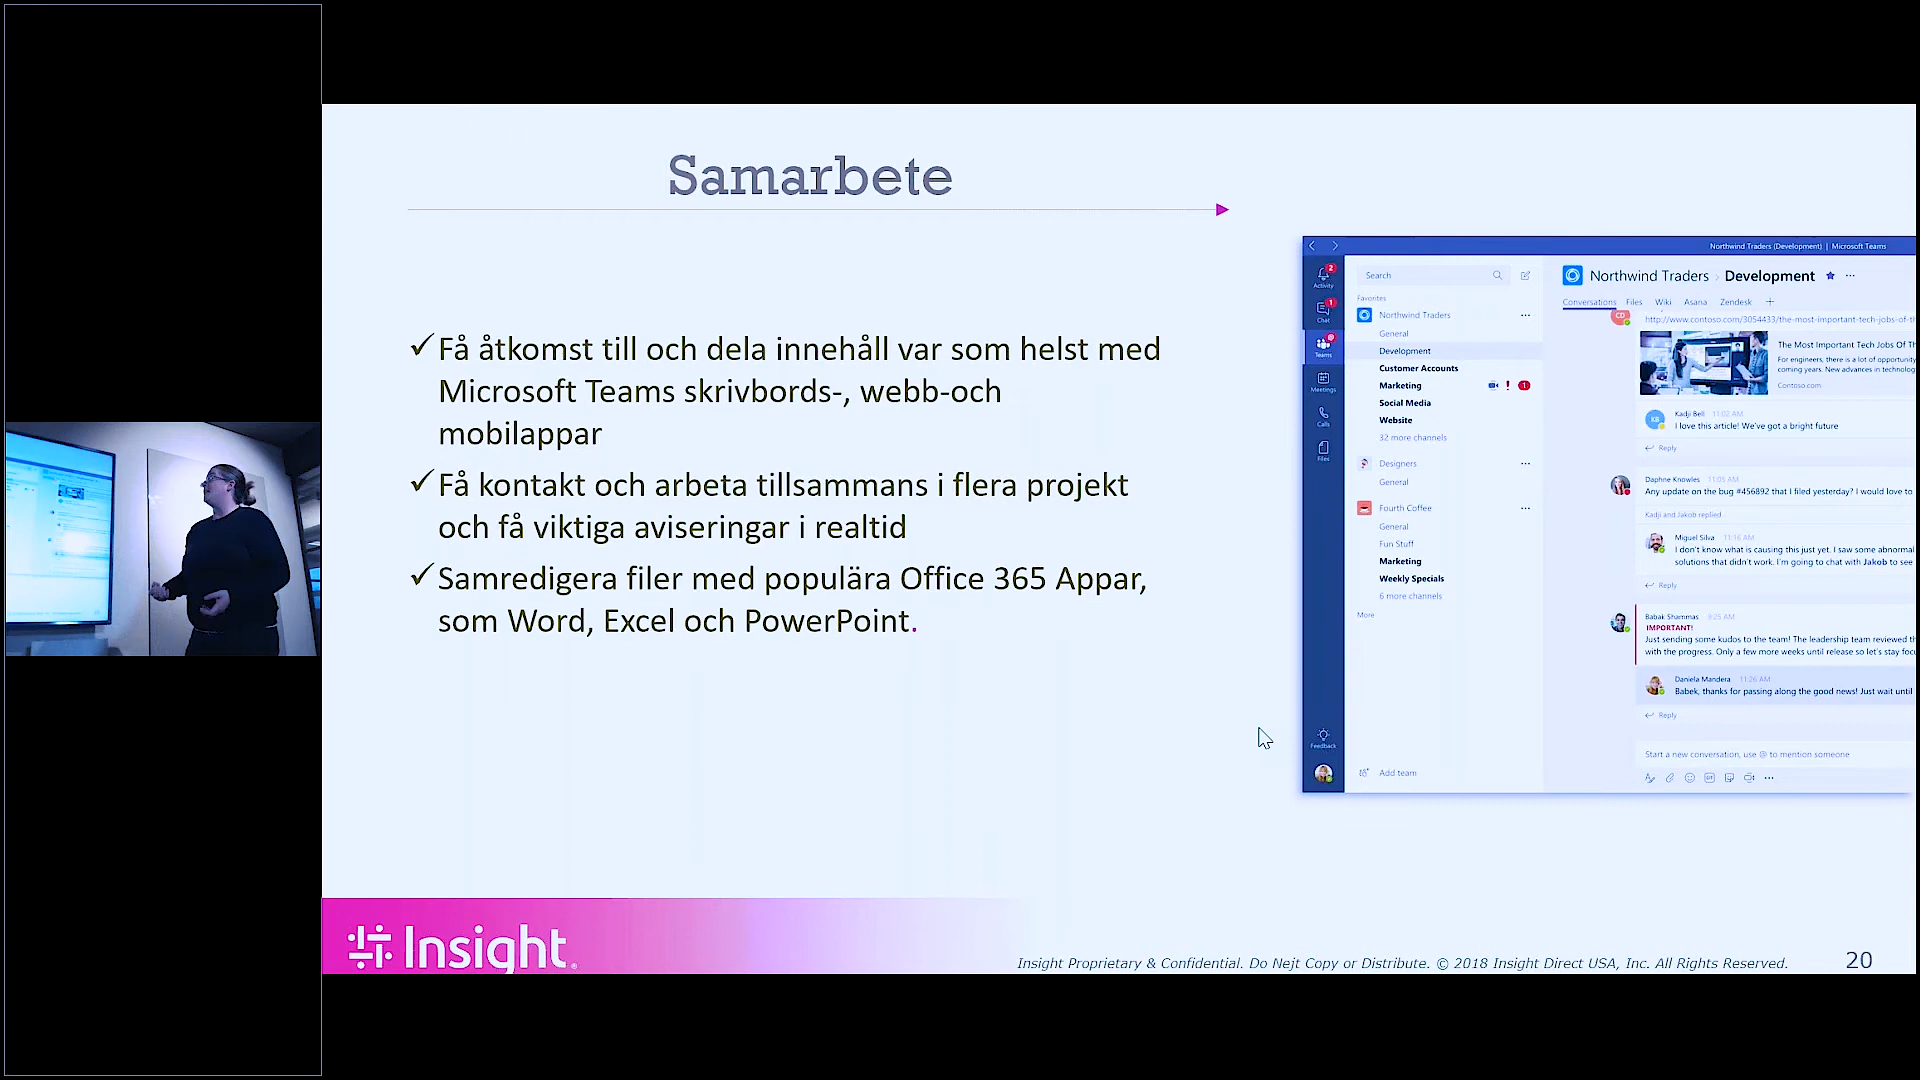 Samarbete
✓Få åtkomst till och dela innehåll var som helst med
Microsoft Teams skrivbords-, webb-och
mobilappar
✓Få kontakt och arbeta tillsammans i flera projekt
och få viktiga aviseringar i realtid
✓Samredigera filer med populära Office 365 Appar,
som Word, Excel och PowerPoint.
Northwind Traders (Development) | Microsoft Teams
2
Activity
1
Chat
Teams
Meetings
Calls
Files
Feedback
Search
Favorites
Northwind Traders ...
General
Development
Customer Accounts
Marketing ! 1
Social Media
Website
32 more channels
Designers ...
General
Fourth Coffee ...
General
Fun Stuff
Marketing
Weekly Specials
6 more channels
More
Add team
Northwind Traders > Development ...
Conversations Files Wiki Asana Zendesk +
CD
http://www.contoso.com/3054433/the-most-important-tech-jobs-of-th
The Most Important Tech Jobs Of Th
For engineers, there is a lot of opportunity
coming years. New advances in technolog
Contoso.com
KB
Kadji Bell 11:02 AM
I love this article! We've got a bright future
Reply
Daphne Knowles 11:05 AM
Any update on the bug #456892 that I filed yesterday? I would love to
Kadji and Jakob replied
Miguel Silva 11:16 AM
I don't know what is causing this just yet. I saw some abnormal
solutions that didn't work. I'm going to chat with Jakob to see
Reply
Babak Shammas 9:25 AM
IMPORTANT!
Just sending some kudos to the team! The leadership team reviewed th
with the progress. Only a few more weeks until release so let's stay focu
Daniela Mandera 11:26 AM
Babek, thanks for passing along the good news! Just wait until
Reply
Start a new conversation, use @ to mention someone
Insight.
Insight Proprietary & Confidential. Do Nejt Copy or Distribute. © 2018 Insight Direct USA, Inc. All Rights Reserved.
20